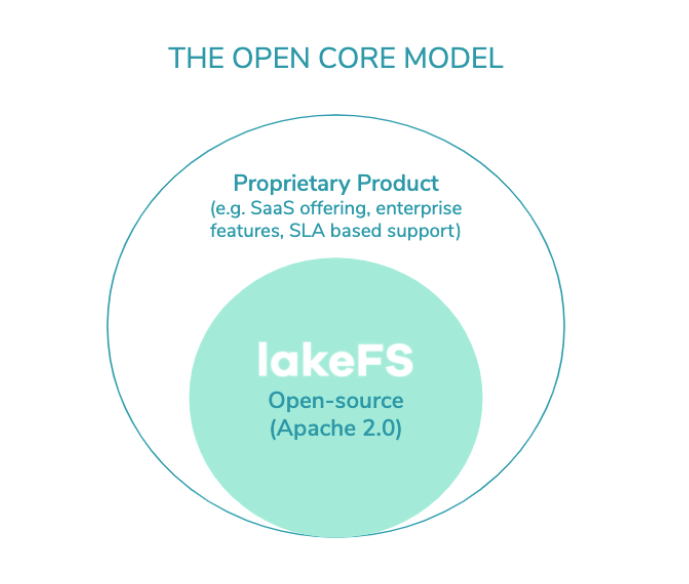 THE OPEN CORE MODEL
Proprietary Product
(e.g. SaaS offering, enterprise
features, SLA based support)
lakeFS
Open-source
(Apache 2.0)